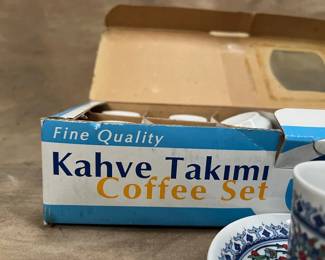 Fine Quality
Kahve Takımı
Coffee Set